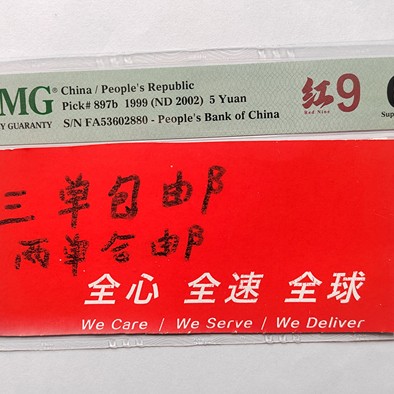 MG® China / People's Republic
Pick# 897b 1999 (ND 2002) 5 Yuan
Y GUARANTY S/N FA53602880 - People's Bank of China
红9
Red Nine
Sup
三单包邮
两单合邮
全心 全速 全球
We Care / We Serve / We Deliver